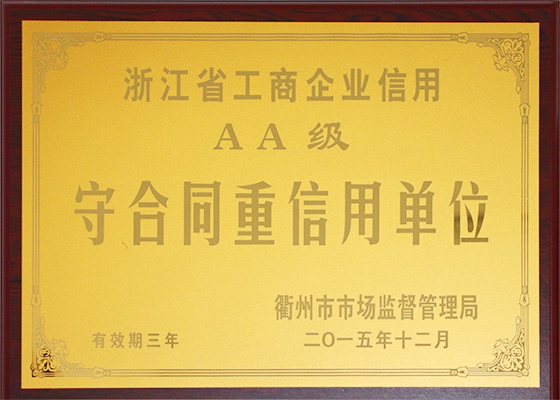 浙江省工商企业信用
AA级
守合同重信用单位
衢州市市场监督管理局
有效期三年
二〇一五年十二月